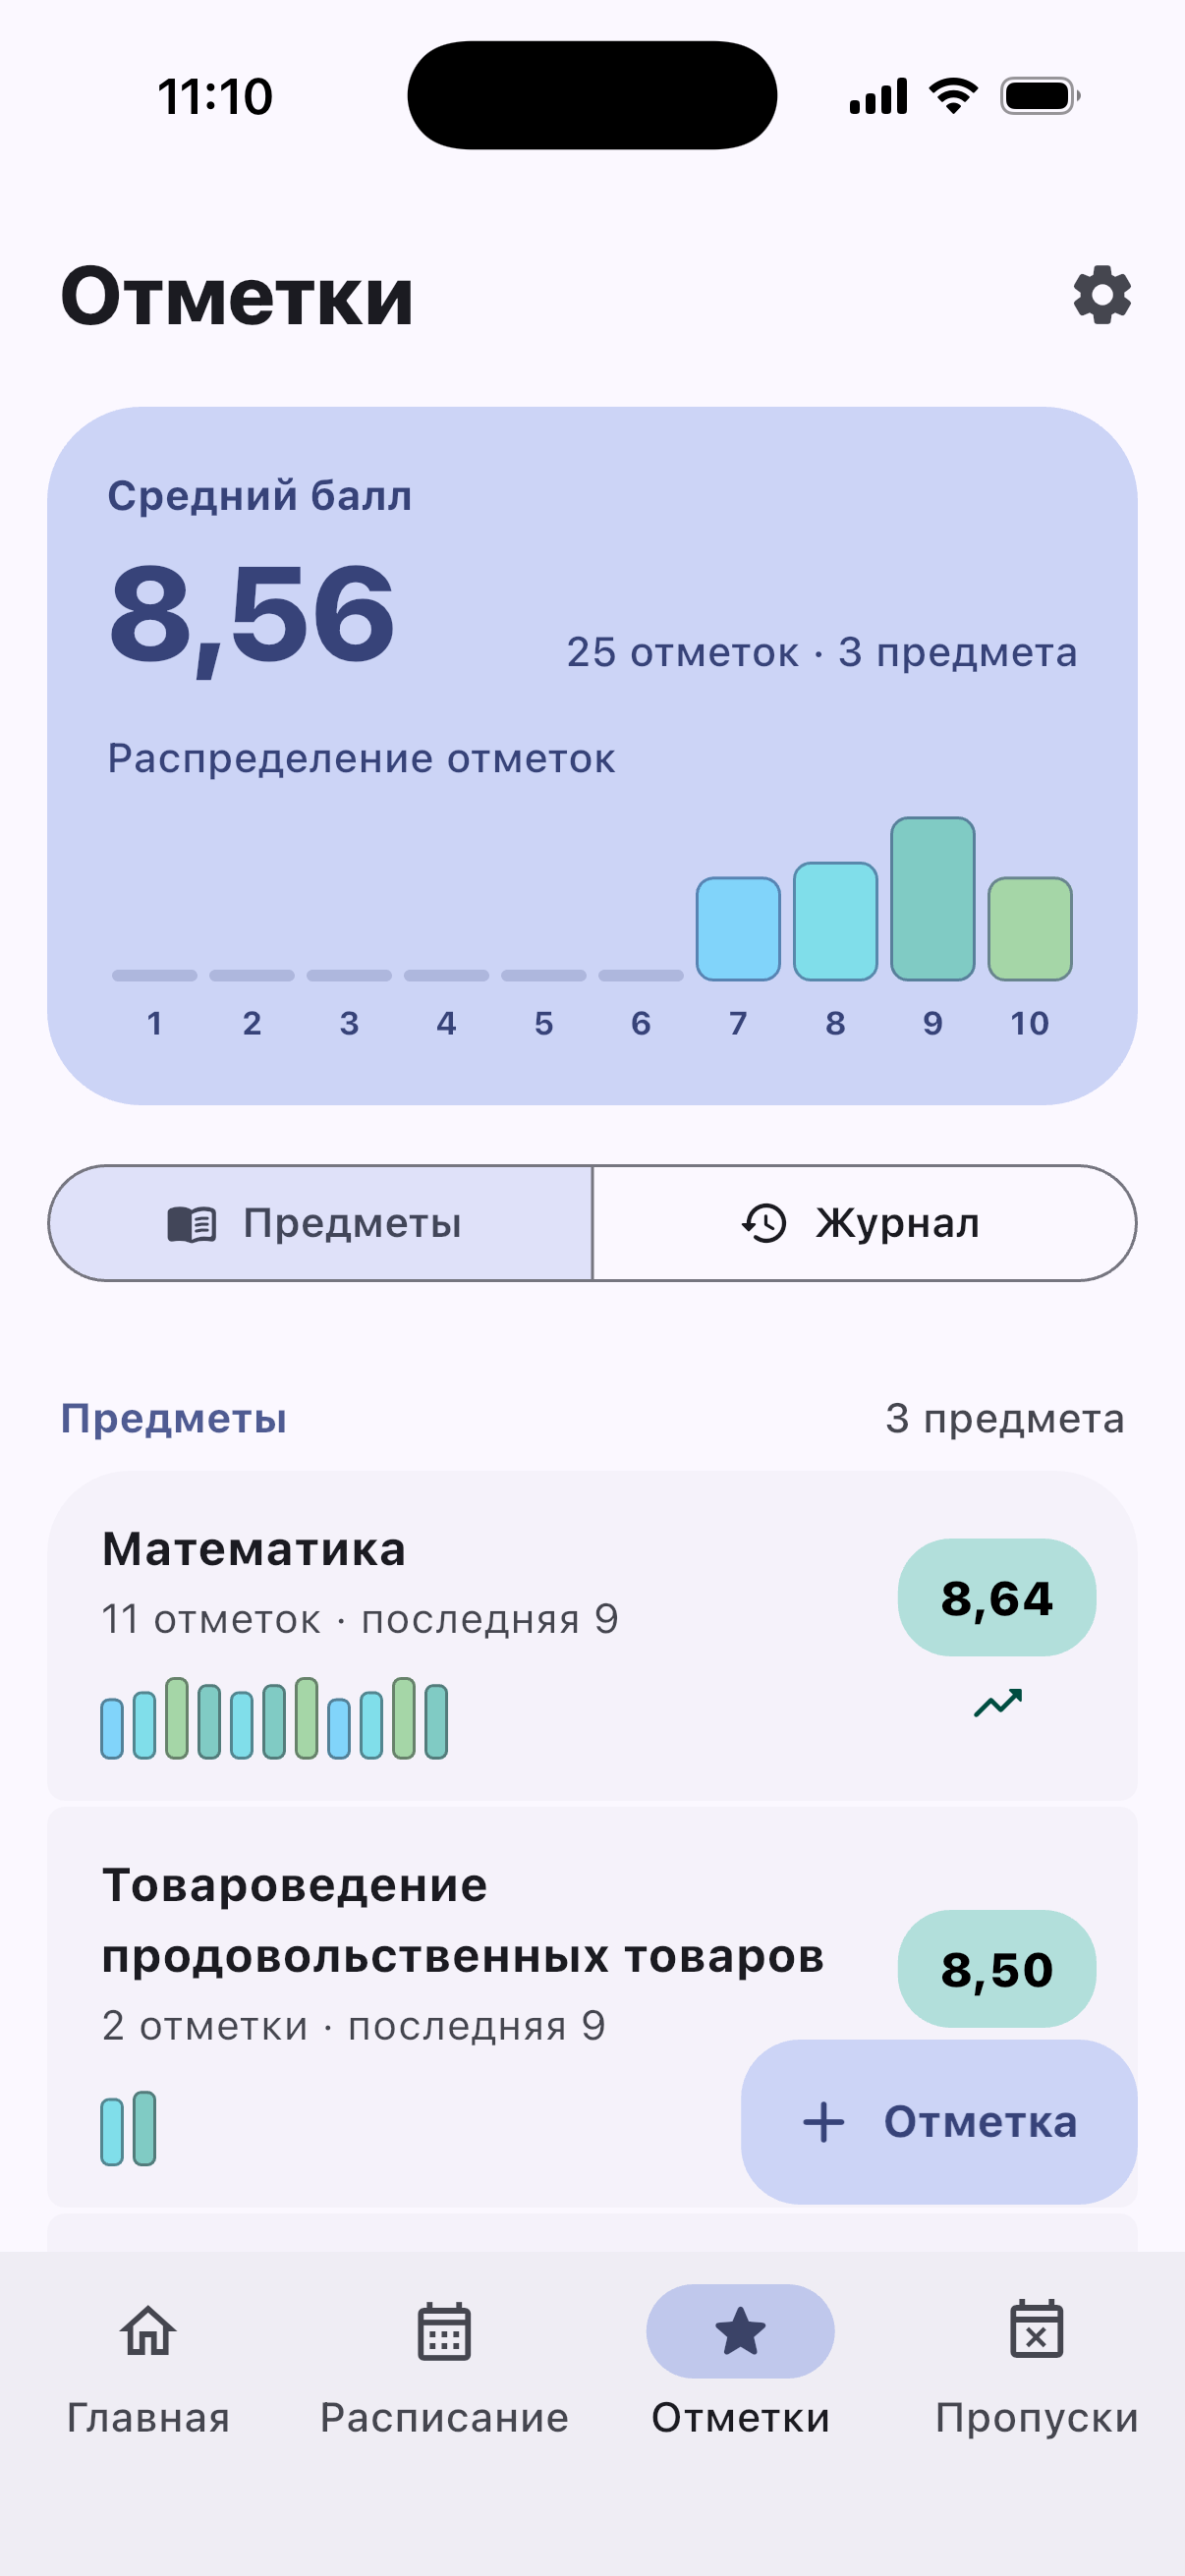 11:10
Отметки
Средний балл
8,56
25 отметок · 3 предмета
Распределение отметок
1 2 3 4 5 6 7 8 9 10
Предметы
Журнал
Предметы
3 предмета
Математика
11 отметок · последняя 9
8,64
Товароведение
продовольственных товаров
2 отметки · последняя 9
8,50
+ Отметка
Главная
Расписание
Отметки
Пропуски